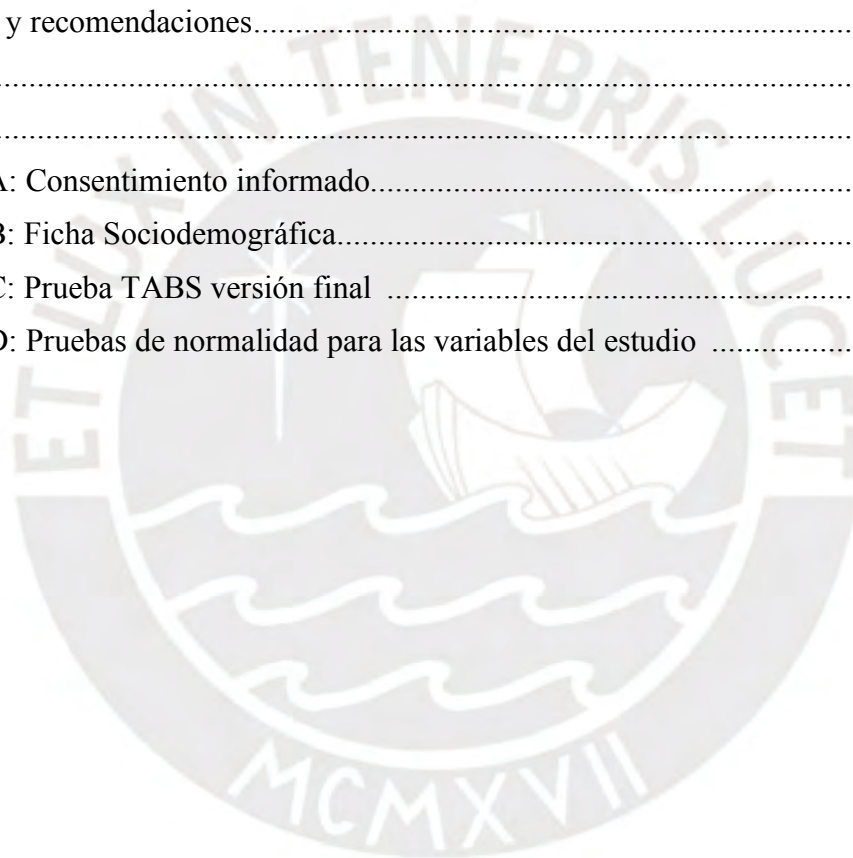 y recomendaciones.......................................................................................
..............................................................................................................
..............................................................................................................
A: Consentimiento informado.................................................................
B: Ficha Sociodemográfica......................................................................
C: Prueba TABS versión final ................................................................
D: Pruebas de normalidad para las variables del estudio ...................
ET LUX IN TENEBRIS LUCET
MCMXVII